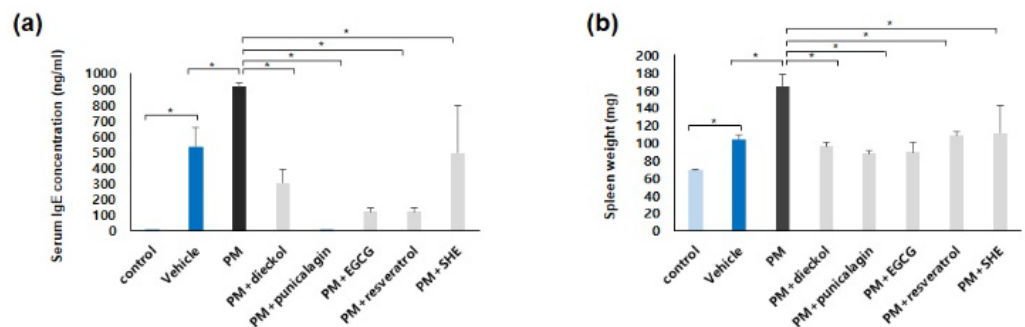 (a)
Serum IgE concentration (ng/ml)
1000
900
800
700
600
500
400
300
200
100
0
*
*
*
*
*
*
control
Vehicle
PM
PM+dieckol
PM+punicalagin
PM+EGCG
PM+resveratrol
PM+SHE
(b)
Spleen weight (mg)
200
180
160
140
120
100
80
60
40
20
0
*
*
*
*
*
*
control
Vehicle
PM
PM+dieckol
PM+punicalagin
PM+EGCG
PM+resveratrol
PM+SHE